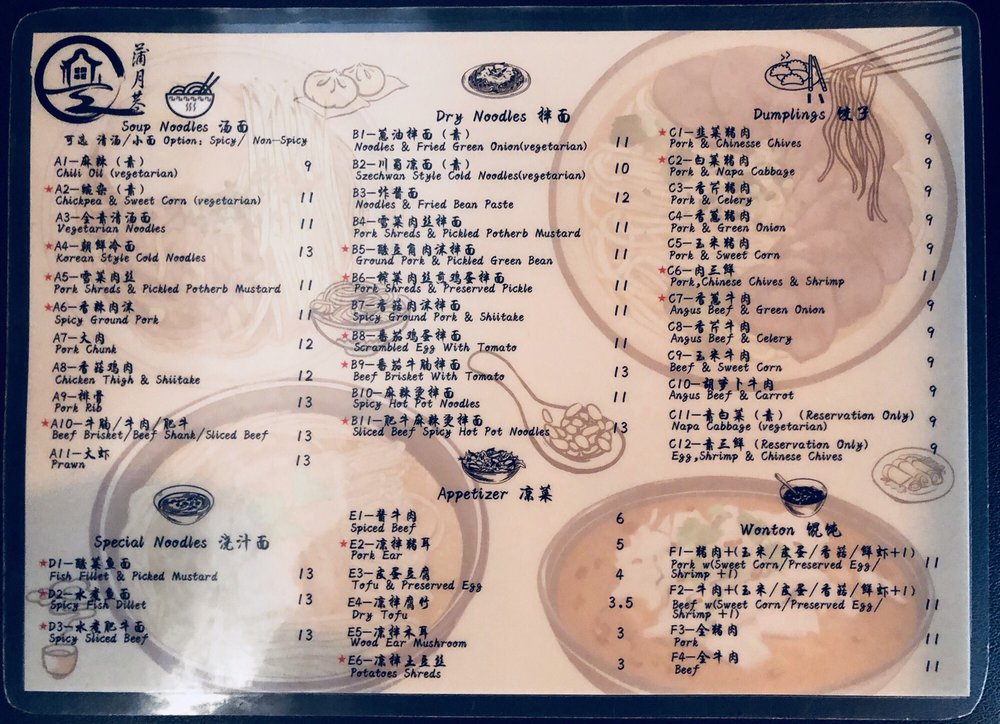 蒲月巷
Soup Noodles 汤面
可选 清汤/小面 Option: Spicy/ Non-Spicy
A1-麻辣 (素) 9
Chili Oil (vegetarian)
★A2-豌杂 (素) 11
Chickpea & Sweet Corn (vegetarian)
A3-全素清汤面 11
Vegetarian Noodles
★A4-朝鲜冷面 13
Korean Style Cold Noodles
★A5-雪菜肉丝 11
Pork Shreds & Pickled Potherb Mustard
★A6-香辣肉沫 11
Spicy Ground Pork
A7-大肉 12
Pork Chunk
A8-香菇鸡肉 12
Chicken Thigh & Shiitake
A9-排骨 13
Pork Rib
★A10-牛腩/牛肉/肥牛 13
Beef Brisket/Beef Shank/Sliced Beef
A11-大虾 13
Prawn
Special Noodles 浇汁面
★D1-酸菜鱼面 13
Fish Fillet & Picked Mustard
★D2-水煮鱼面 13
Spicy Fish Dillet
★D3-水煮肥牛面 13
Spicy Sliced Beef
Dry Noodles 拌面
B1-葱油拌面 (素) 11
Noodles & Fried Green Onion(vegetarian)
B2-川蜀凉面 (素) 10
Szechwan Style Cold Noodles(vegetarian)
B3-炸酱面 12
Noodles & Fried Bean Paste
B4-雪菜肉丝拌面 11
Pork Shreds & Pickled Potherb Mustard
★B5-酸豆角肉沫拌面 11
Ground Pork & Pickled Green Bean
★B6-榨菜肉丝煎鸡蛋拌面 11
Pork Shreds & Preserved Pickle
B7-香菇肉沫拌面 11
Spicy Ground Pork & Shiitake
★B8-番茄鸡蛋拌面 11
Scrambled Egg With Tomato
★B9-番茄牛腩拌面 13
Beef Brisket With Tomato
B10-麻辣烫拌面 11
Spicy Hot Pot Noodles
★B11-肥牛麻辣烫拌面 13
Sliced Beef Spicy Hot Pot Noodles
Appetizer 凉菜
E1-酱牛肉 6
Spiced Beef
★E2-凉拌猪耳 5
Pork Ear
E3-皮蛋豆腐 4
Tofu & Preserved Egg
E4-凉拌腐竹 3.5
Dry Tofu
E5-凉拌木耳 3
Wood Ear Mushroom
★E6-凉拌土豆丝 3
Potatoes Shreds
Dumplings 饺子
★C1-韭菜猪肉 9
Pork & Chinesse Chives
★C2-白菜猪肉 9
Pork & Napa Cabbage
C3-香芹猪肉 9
Pork & Celery
C4-香葱猪肉 9
Pork & Green Onion
C5-玉米猪肉 9
Pork & Sweet Corn
★C6-肉三鲜 11
Pork,Chinese Chives & Shrimp
★C7-香葱牛肉 9
Angus Beef & Green Onion
C8-香芹牛肉 9
Angus Beef & Celery
C9-玉米牛肉 9
Beef & Sweet Corn
C10-胡萝卜牛肉 9
Angus Beef & Carrot
C11-青白菜 (素) (Reservation Only) 9
Napa Cabbage (vegetarian)
C12-素三鲜 (Reservation Only) 9
Egg,Shrimp & Chinese Chives
Wonton 馄饨
F1-猪肉+(玉米/皮蛋/香菇/鲜虾+1) 11
Pork w(Sweet Corn/Preserved Egg/
Shrimp +1)
F2-牛肉+(玉米/皮蛋/香菇/鲜虾+1) 11
Beef w(Sweet Corn/Preserved Egg/
Shrimp +1)
F3-全猪肉 11
Pork
F4-全牛肉 11
Beef